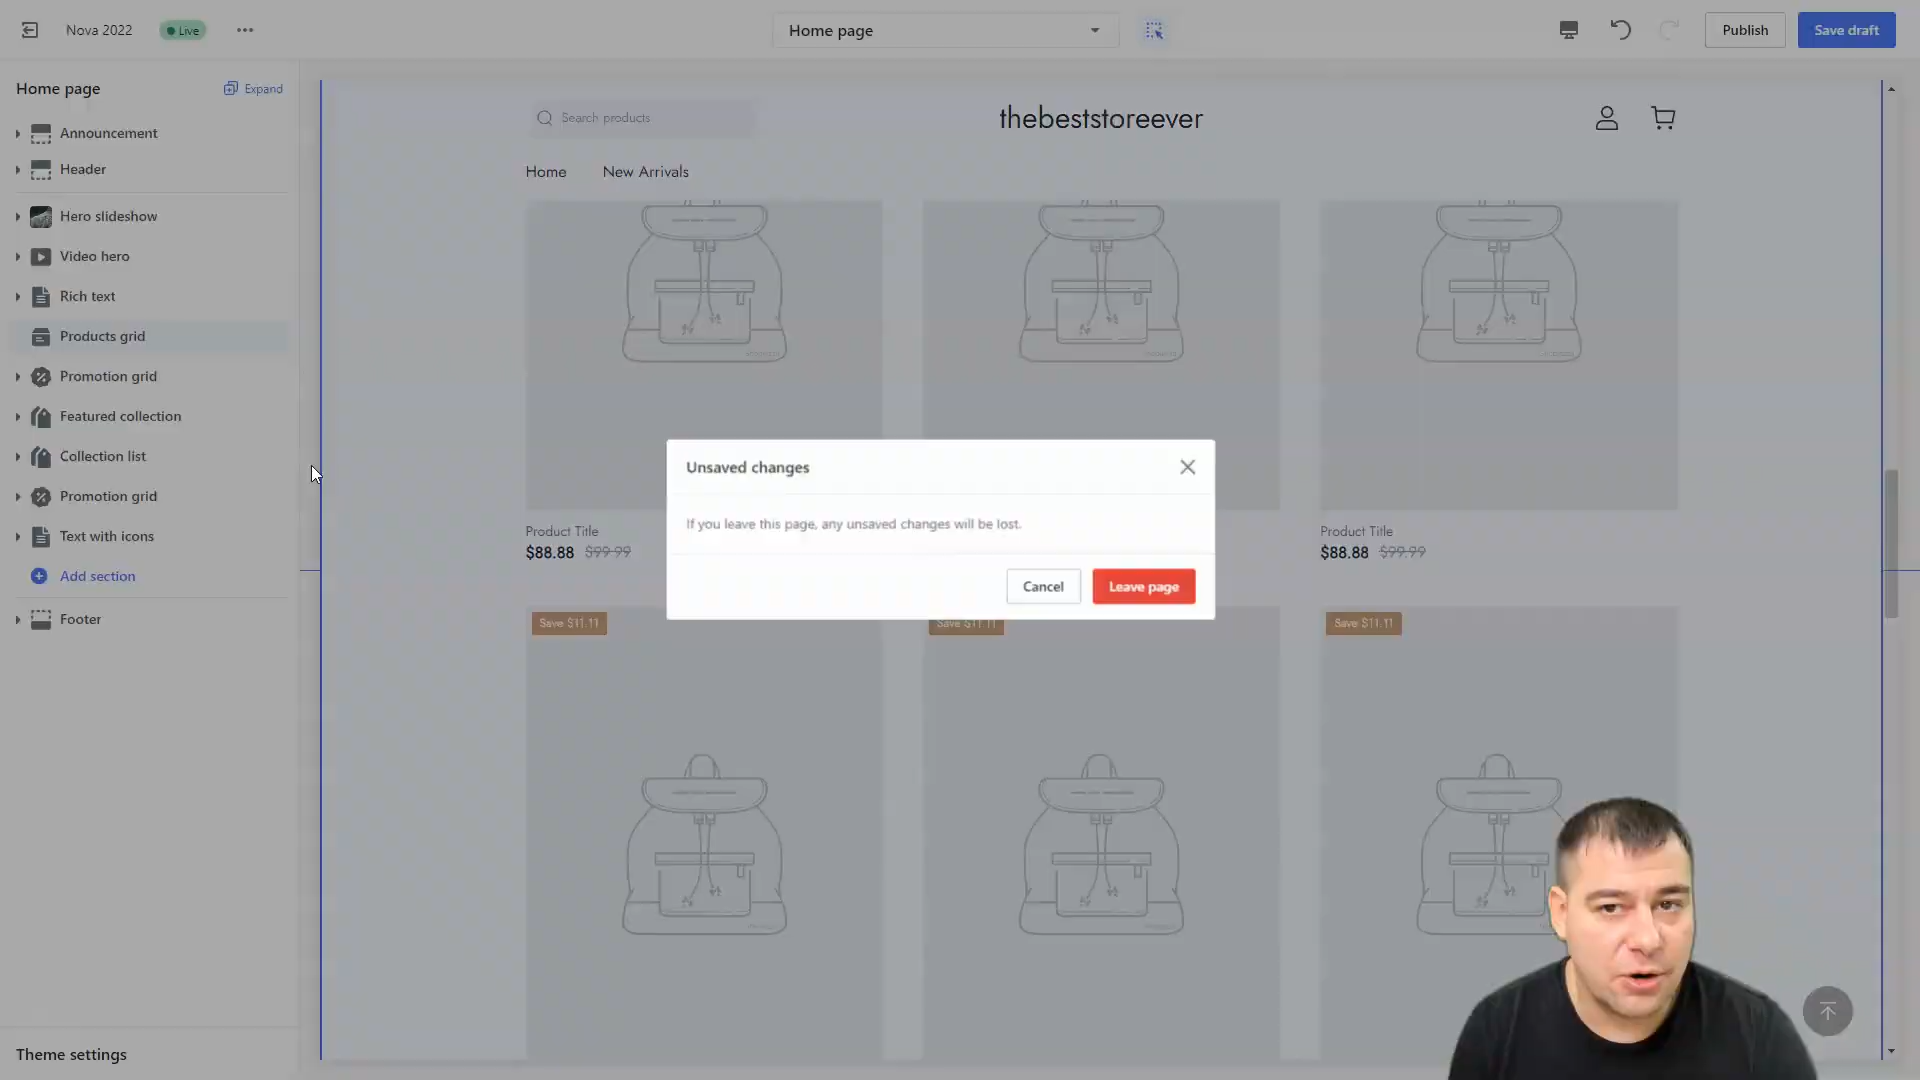 Nova 2022
Live
Home page
Publish
Save draft
Home page
Expand
Announcement
Header
Hero slideshow
Video hero
Rich text
Products grid
Promotion grid
Featured collection
Collection list
Promotion grid
Text with icons
Add section
Footer
Theme settings
Search products
thebeststoreever
Home
New Arrivals
Product Title
$88.88 $99.99
Product Title
$88.88 $99.99
Unsaved changes
If you leave this page, any unsaved changes will be lost.
Cancel
Leave page
Save $11.11
Save $11.11
Save $11.11